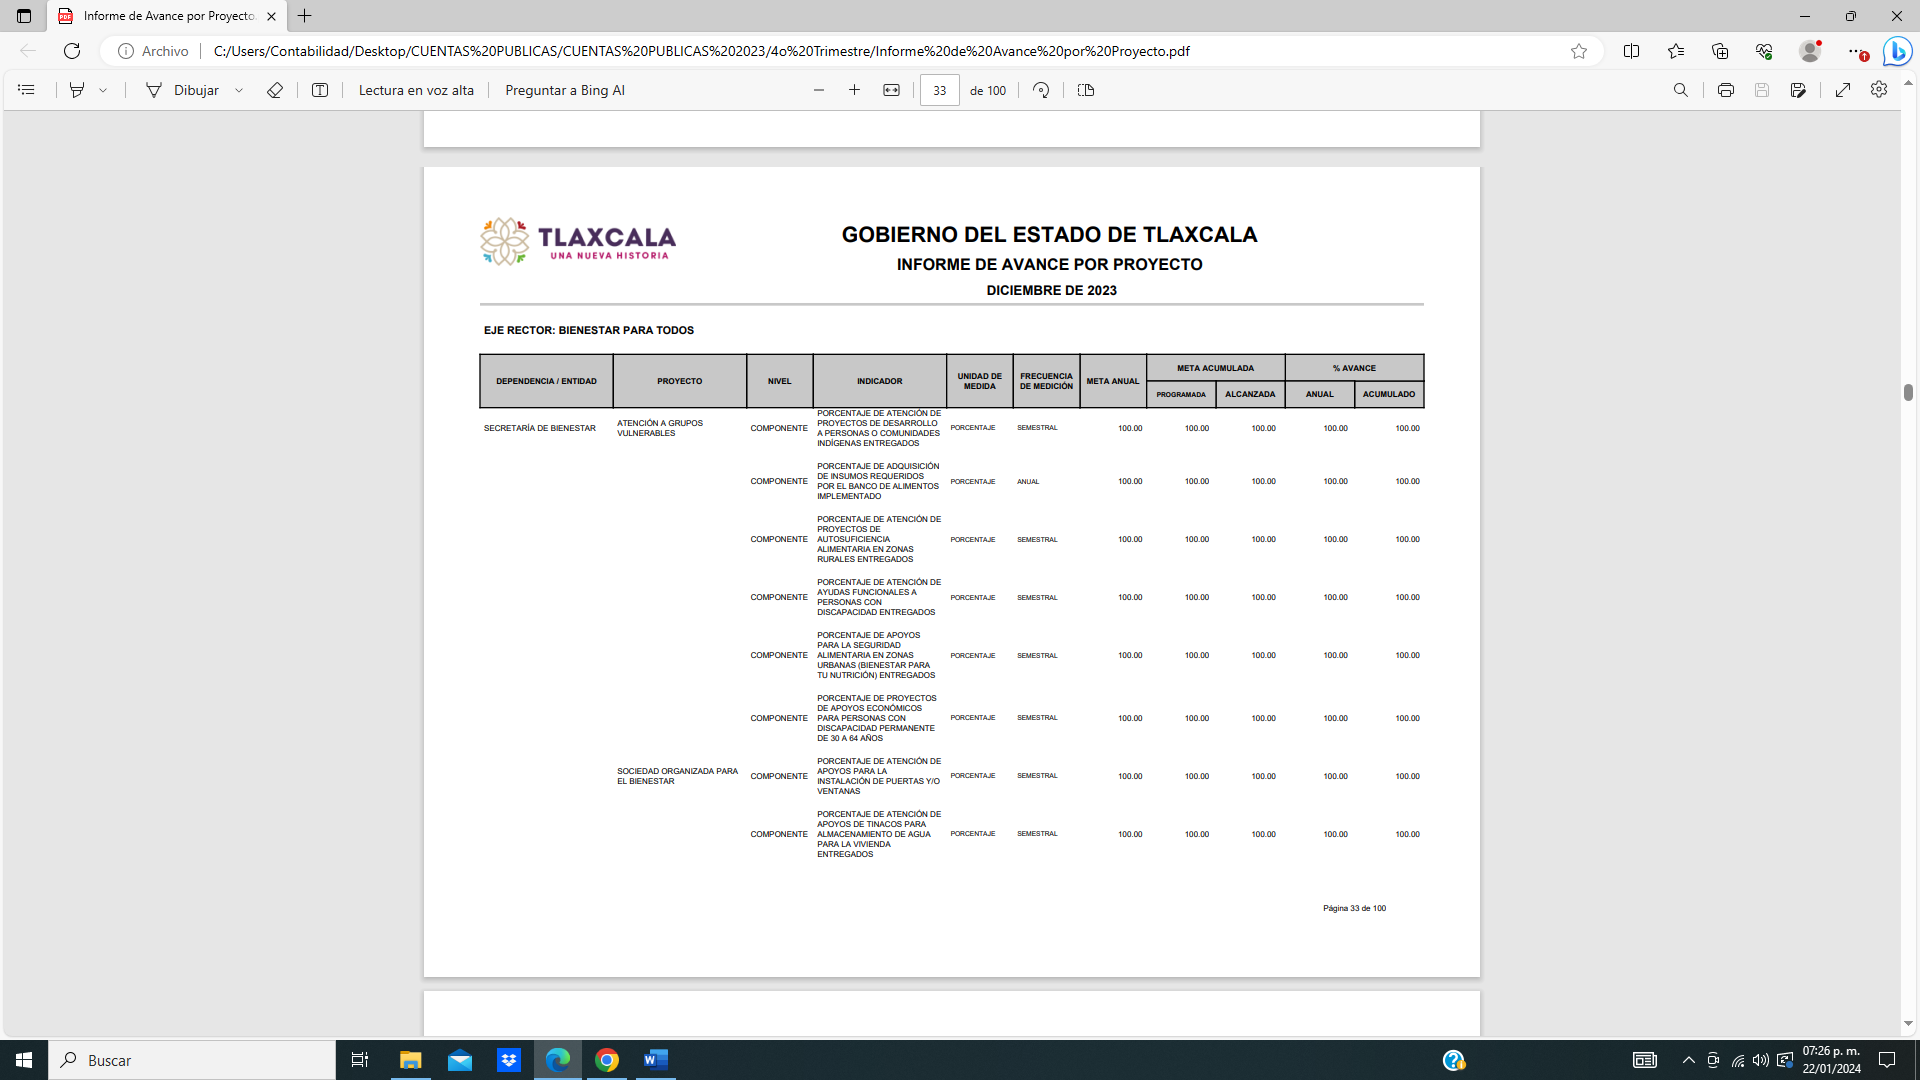 Informe de Avance por Proyecto.
Archivo
C:/Users/Contabilidad/Desktop/CUENTAS%20PUBLICAS/CUENTAS%20PUBLICAS%202023/4o%20Trimestre/Informe%20de%20Avance%20por%20Proyecto.pdf
Dibujar
Lectura en voz alta
Preguntar a Bing AI
33 de 100
TLAXCALA
UNA NUEVA HISTORIA
GOBIERNO DEL ESTADO DE TLAXCALA
INFORME DE AVANCE POR PROYECTO
DICIEMBRE DE 2023
EJE RECTOR: BIENESTAR PARA TODOS
DEPENDENCIA / ENTIDAD
PROYECTO
NIVEL
INDICADOR
UNIDAD DE
MEDIDA
FRECUENCIA
DE MEDICIÓN
META ANUAL
META ACUMULADA
PROGRAMADA
ALCANZADA
% AVANCE
ANUAL
ACUMULADO
SECRETARÍA DE BIENESTAR
ATENCIÓN A GRUPOS
VULNERABLES
COMPONENTE
PORCENTAJE DE ATENCIÓN DE
PROYECTOS DE DESARROLLO
A PERSONAS O COMUNIDADES
INDÍGENAS ENTREGADOS
PORCENTAJE
SEMESTRAL
100.00 100.00 100.00 100.00 100.00
COMPONENTE
PORCENTAJE DE ADQUISICIÓN
DE INSUMOS REQUERIDOS
POR EL BANCO DE ALIMENTOS
IMPLEMENTADO
PORCENTAJE
ANUAL
100.00 100.00 100.00 100.00 100.00
COMPONENTE
PORCENTAJE DE ATENCIÓN DE
PROYECTOS DE
AUTOSUFICIENCIA
ALIMENTARIA EN ZONAS
RURALES ENTREGADOS
PORCENTAJE
SEMESTRAL
100.00 100.00 100.00 100.00 100.00
COMPONENTE
PORCENTAJE DE ATENCIÓN DE
AYUDAS FUNCIONALES A
PERSONAS CON
DISCAPACIDAD ENTREGADOS
PORCENTAJE
SEMESTRAL
100.00 100.00 100.00 100.00 100.00
COMPONENTE
PORCENTAJE DE APOYOS
PARA LA SEGURIDAD
ALIMENTARIA EN ZONAS
URBANAS (BIENESTAR PARA
TU NUTRICIÓN) ENTREGADOS
PORCENTAJE
SEMESTRAL
100.00 100.00 100.00 100.00 100.00
COMPONENTE
PORCENTAJE DE PROYECTOS
DE APOYOS ECONÓMICOS
PARA PERSONAS CON
DISCAPACIDAD PERMANENTE
DE 30 A 64 AÑOS
PORCENTAJE
SEMESTRAL
100.00 100.00 100.00 100.00 100.00
SOCIEDAD ORGANIZADA PARA
EL BIENESTAR
COMPONENTE
PORCENTAJE DE ATENCIÓN DE
APOYOS PARA LA
INSTALACIÓN DE PUERTAS Y/O
VENTANAS
PORCENTAJE
SEMESTRAL
100.00 100.00 100.00 100.00 100.00
COMPONENTE
PORCENTAJE DE ATENCIÓN DE
APOYOS DE TINACOS PARA
ALMACENAMIENTO DE AGUA
PARA LA VIVIENDA
ENTREGADOS
PORCENTAJE
SEMESTRAL
100.00 100.00 100.00 100.00 100.00
Página 33 de 100
Buscar
07:26 p. m.
22/01/2024